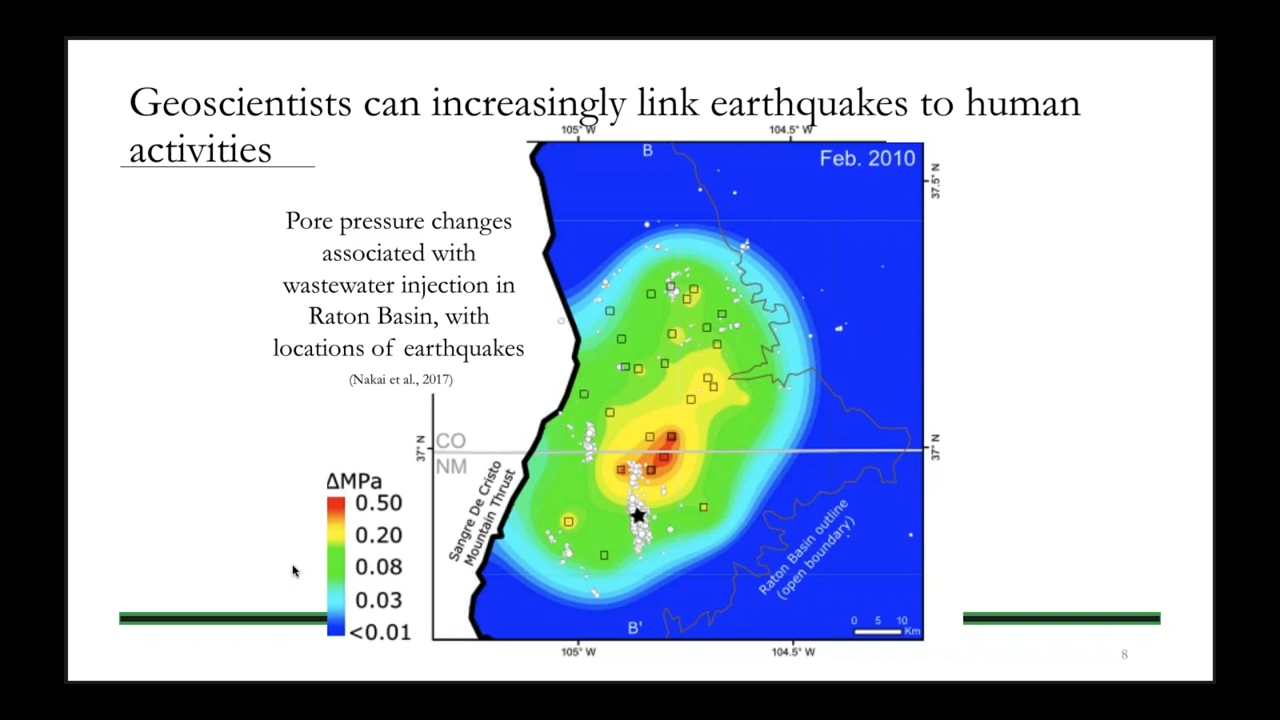 Geoscientists can increasingly link earthquakes to human
activities
Pore pressure changes
associated with
wastewater injection in
Raton Basin, with
locations of earthquakes
(Nakai et al., 2017)
105° W
104.5° W
B
Feb. 2010
37.5° N
CO
NM
37° N
37° N
Sangre De Cristo
Mountain Thrust
Raton Basin outline
(open boundary)
ΔMPa
0.50
0.20
0.08
0.03
<0.01
B'
0 5 10
Km
105° W
104.5° W
8